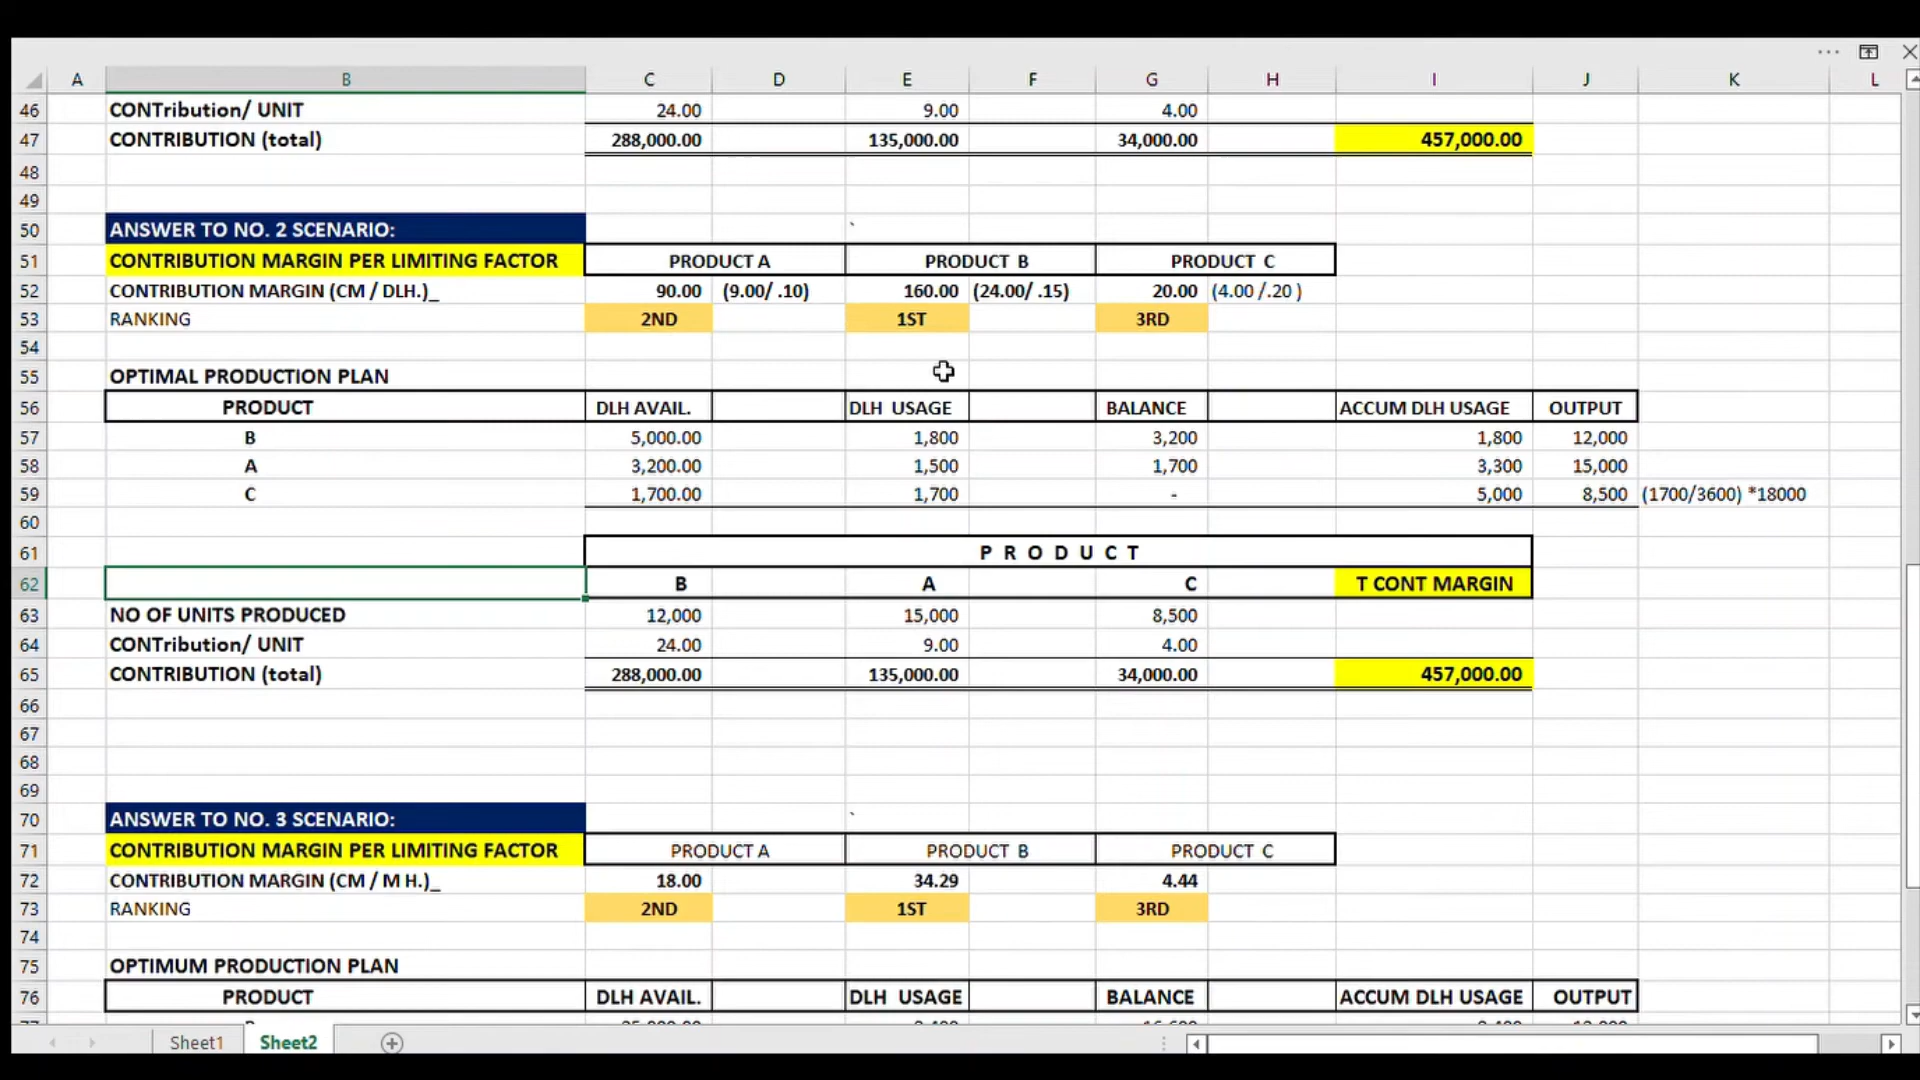 A B C D E F G H I J K L
46 CONTribution/ UNIT 24.00 9.00 4.00
47 CONTRIBUTION (total) 288,000.00 135,000.00 34,000.00 457,000.00
48
49
50 ANSWER TO NO. 2 SCENARIO: `
51 CONTRIBUTION MARGIN PER LIMITING FACTOR PRODUCT A PRODUCT B PRODUCT C
52 CONTRIBUTION MARGIN (CM / DLH.)_ 90.00 (9.00/ .10) 160.00 (24.00/ .15) 20.00 (4.00 /.20 )
53 RANKING 2ND 1ST 3RD
54
55 OPTIMAL PRODUCTION PLAN
56 PRODUCT DLH AVAIL. DLH USAGE BALANCE ACCUM DLH USAGE OUTPUT
57 B 5,000.00 1,800 3,200 1,800 12,000
58 A 3,200.00 1,500 1,700 3,300 15,000
59 C 1,700.00 1,700 - 5,000 8,500 (1700/3600) *18000
60
61 P R O D U C T
62 B A C T CONT MARGIN
63 NO OF UNITS PRODUCED 12,000 15,000 8,500
64 CONTribution/ UNIT 24.00 9.00 4.00
65 CONTRIBUTION (total) 288,000.00 135,000.00 34,000.00 457,000.00
66
67
68
69
70 ANSWER TO NO. 3 SCENARIO: `
71 CONTRIBUTION MARGIN PER LIMITING FACTOR PRODUCT A PRODUCT B PRODUCT C
72 CONTRIBUTION MARGIN (CM / M H.)_ 18.00 34.29 4.44
73 RANKING 2ND 1ST 3RD
74
75 OPTIMUM PRODUCTION PLAN
76 PRODUCT DLH AVAIL. DLH USAGE BALANCE ACCUM DLH USAGE OUTPUT
Sheet1 Sheet2